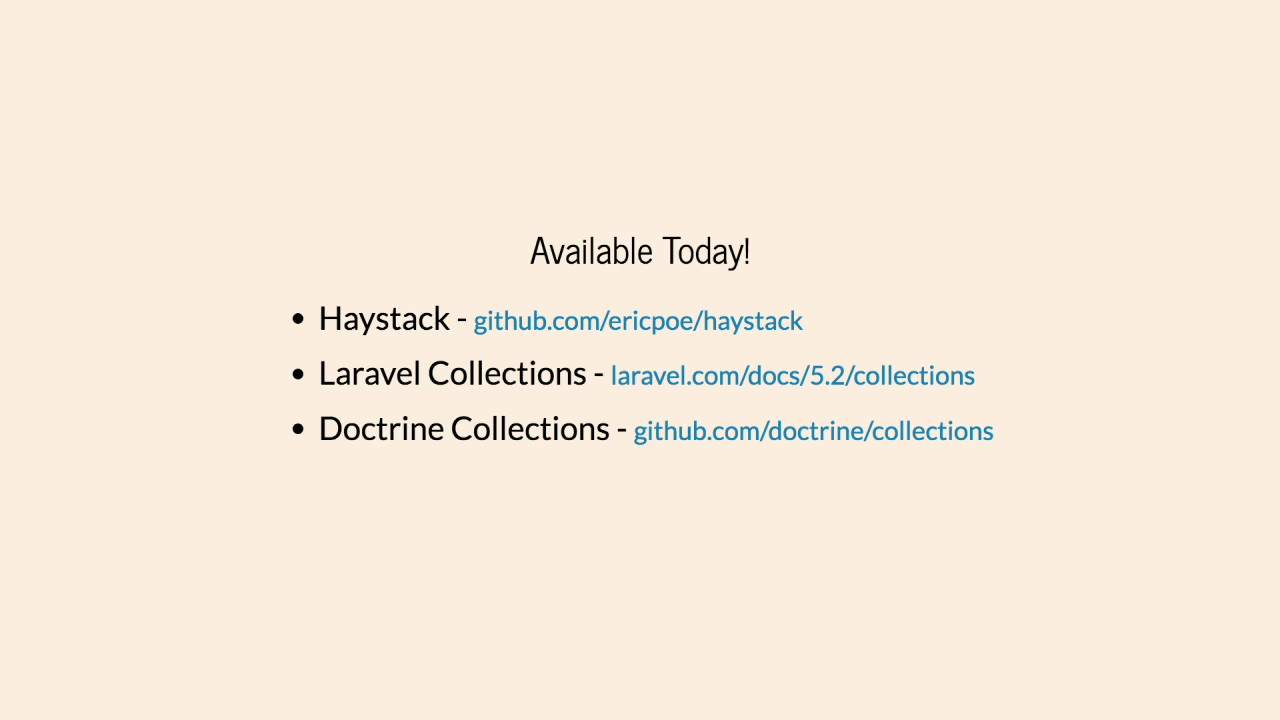 Available Today!
• Haystack - github.com/ericpoe/haystack
• Laravel Collections - laravel.com/docs/5.2/collections
• Doctrine Collections - github.com/doctrine/collections